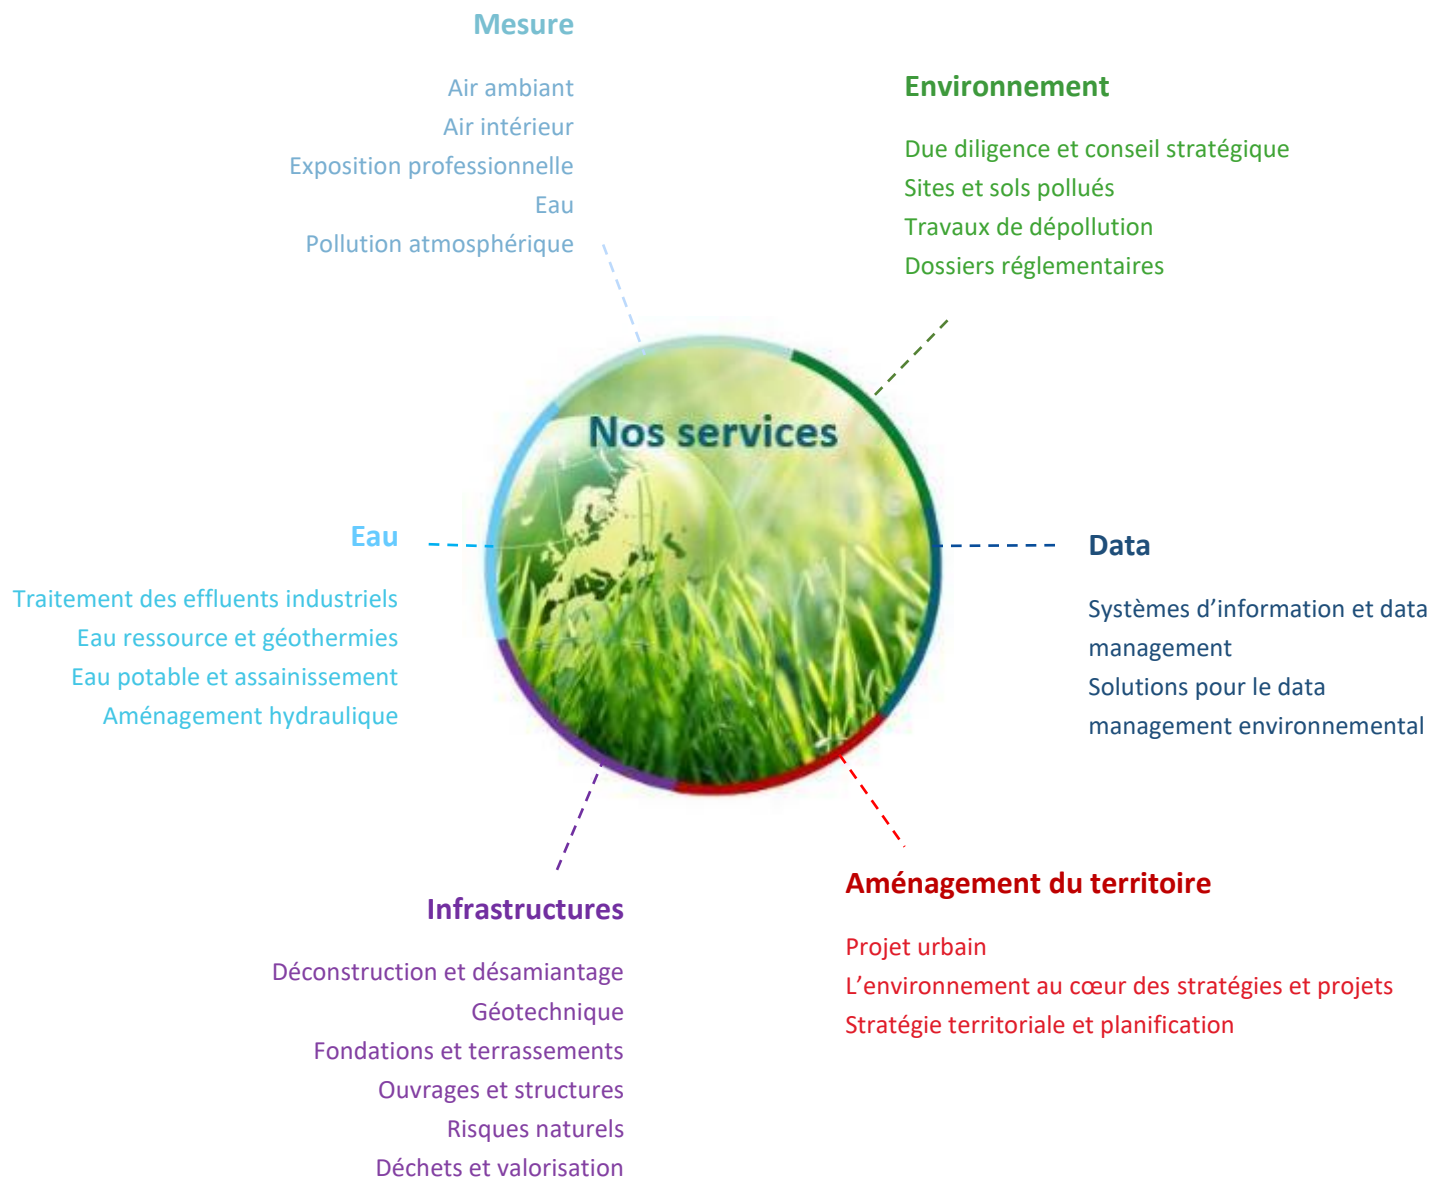 Mesure
Air ambiant
Air intérieur
Exposition professionnelle
Eau
Pollution atmosphérique
Environnement
Due diligence et conseil stratégique
Sites et sols pollués
Travaux de dépollution
Dossiers réglementaires
Nos services
Eau
Traitement des effluents industriels
Eau ressource et géothermies
Eau potable et assainissement
Aménagement hydraulique
Data
Systèmes d’information et data
management
Solutions pour le data
management environnemental
Infrastructures
Déconstruction et désamiantage
Géotechnique
Fondations et terrassements
Ouvrages et structures
Risques naturels
Déchets et valorisation
Aménagement du territoire
Projet urbain
L’environnement au cœur des stratégies et projets
Stratégie territoriale et planification